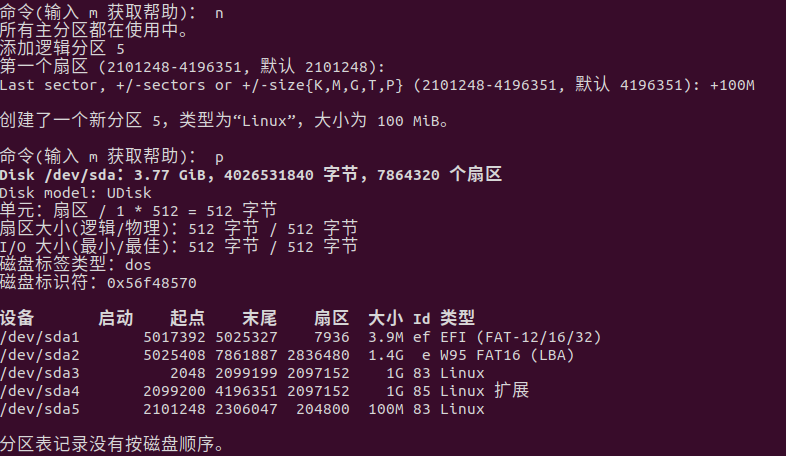 命令(输入 m 获取帮助)： n
所有主分区都在使用中。
添加逻辑分区 5
第一个扇区 (2101248-4196351, 默认 2101248):
Last sector, +/-sectors or +/-size{K,M,G,T,P} (2101248-4196351, 默认 4196351): +100M
创建了一个新分区 5，类型为“Linux”，大小为 100 MiB。
命令(输入 m 获取帮助)： p
Disk /dev/sda：3.77 GiB，4026531840 字节，7864320 个扇区
Disk model: UDisk
单元：扇区 / 1 * 512 = 512 字节
扇区大小(逻辑/物理)：512 字节 / 512 字节
I/O 大小(最小/最佳)：512 字节 / 512 字节
磁盘标签类型：dos
磁盘标识符：0x56f48570
设备 启动 起点 末尾 扇区 大小 Id 类型
/dev/sda1 5017392 5025327 7936 3.9M ef EFI (FAT-12/16/32)
/dev/sda2 5025408 7861887 2836480 1.4G e W95 FAT16 (LBA)
/dev/sda3 2048 2099199 2097152 1G 83 Linux
/dev/sda4 2099200 4196351 2097152 1G 85 Linux 扩展
/dev/sda5 2101248 2306047 204800 100M 83 Linux
分区表记录没有按磁盘顺序。